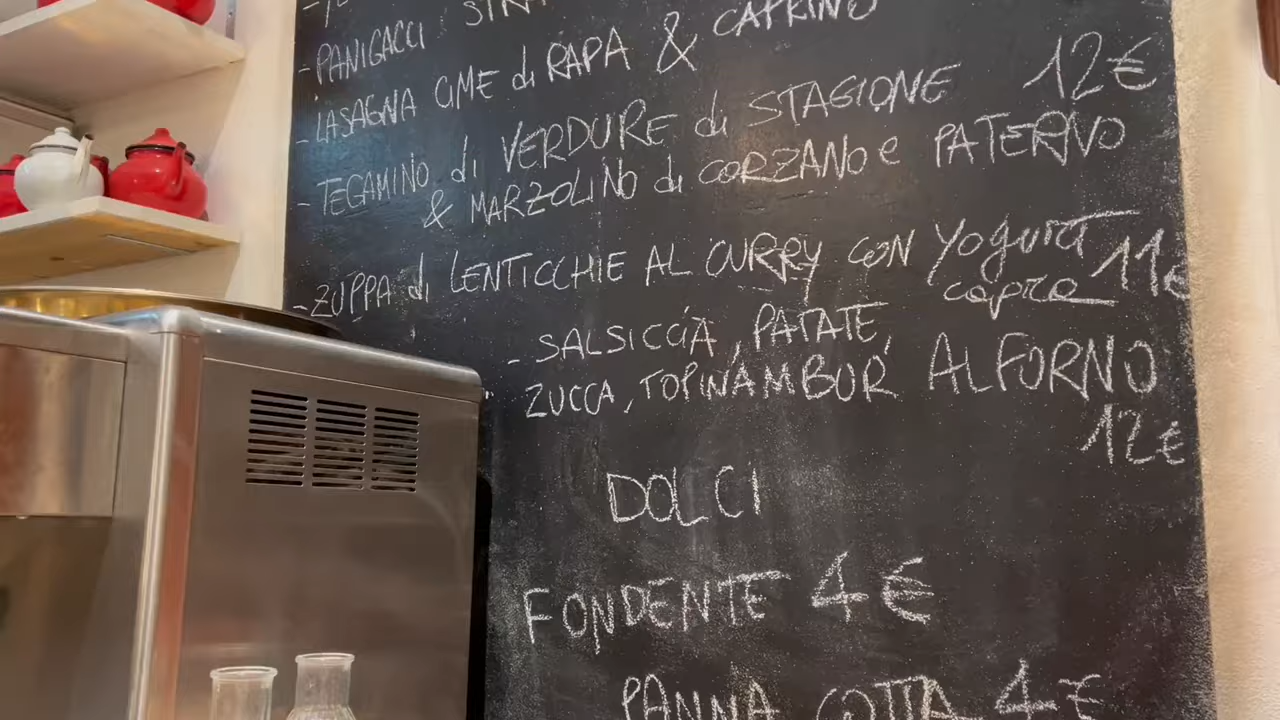 - PANIGACCI
- LASAGNA CIME di RAPA & CAPRINO
- TEGAMINO di VERDURE di STAGIONE 12€
& MARZOLINO di CORZANO e PATERNO
- ZUPPA di LENTICCHIE AL CURRY CON YOGURT 11€
capra
- SALSICCIA, PATATE,
ZUCCA, TOPINAMBUR AL FORNO
12€
DOLCI
FONDENTE 4€
PANNA COTTA 4€